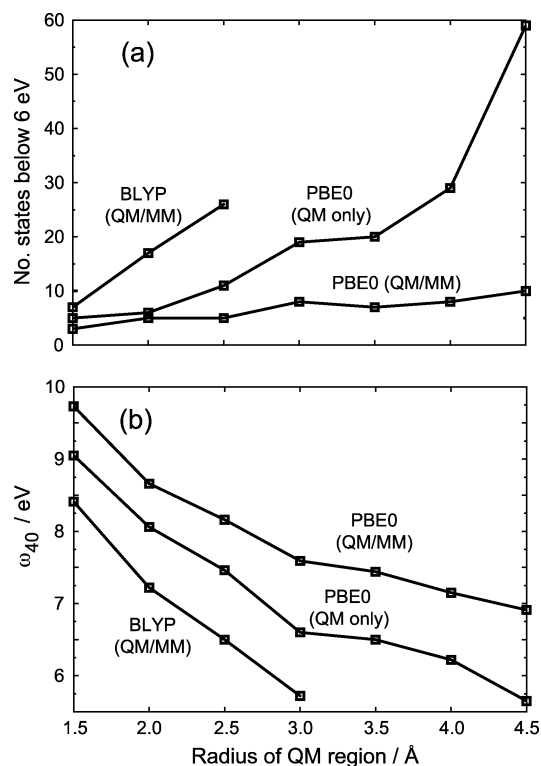 (a)
No. states below 6 eV
60
50
40
30
20
10
0
BLYP
(QM/MM)
PBE0
(QM only)
PBE0 (QM/MM)
(b)
ω40 / eV
10
9
8
7
6
PBE0
(QM/MM)
PBE0
(QM only)
BLYP
(QM/MM)
1.5 2.0 2.5 3.0 3.5 4.0 4.5
Radius of QM region / Å